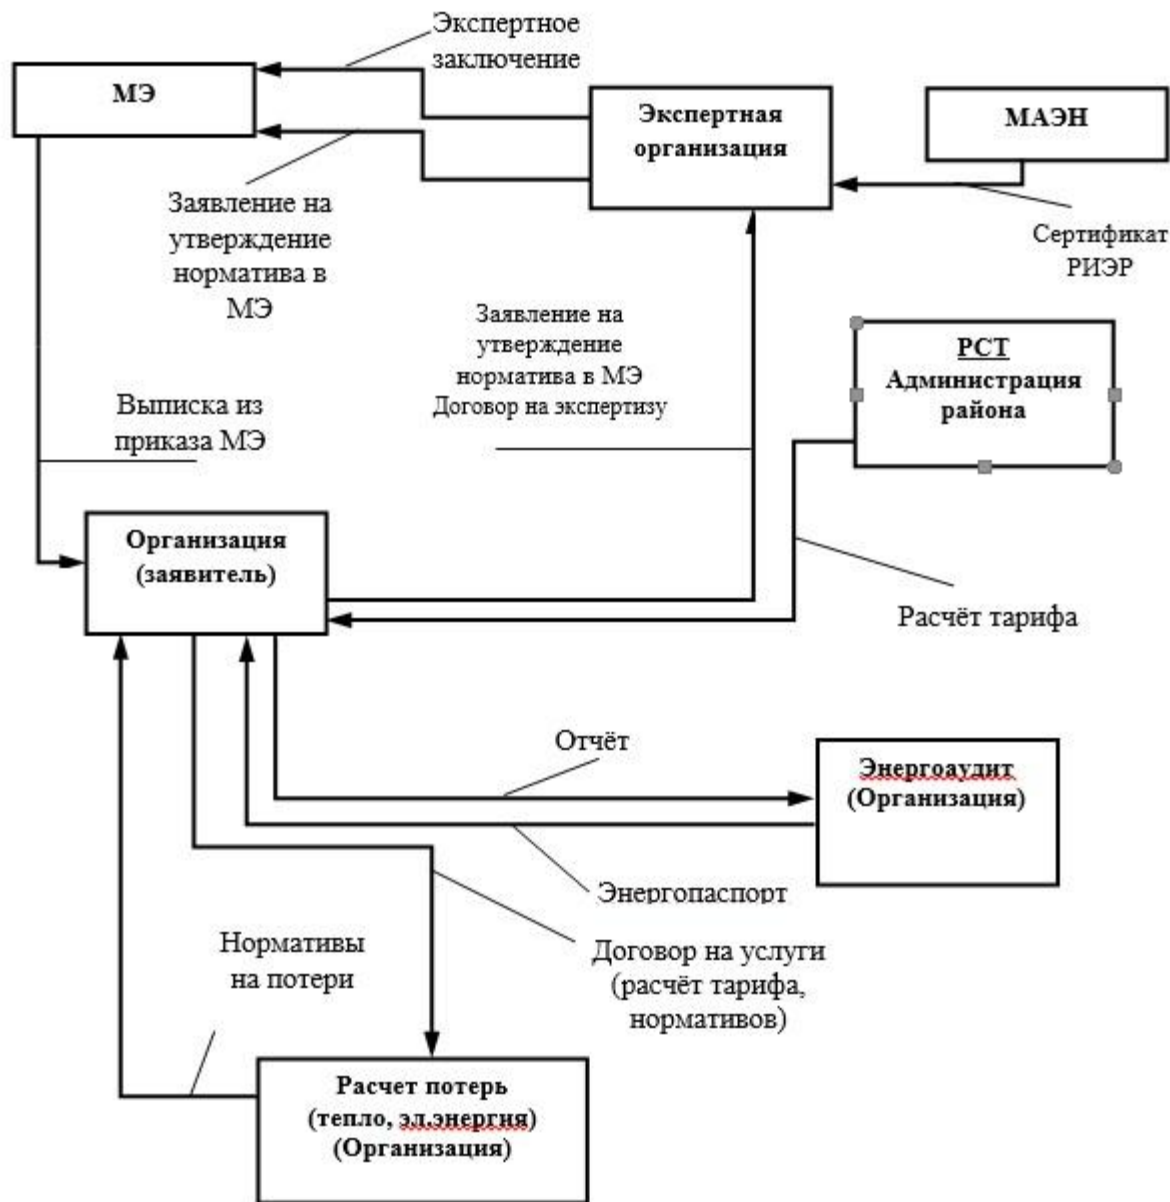 Экспертное
заключение
МЭ
Экспертная
организация
МАЭН
Заявление на
утверждение
норматива в
МЭ
Сертификат
РИЭР
Заявление на
утверждение
норматива в МЭ
Договор на экспертизу
РСТ
Администрация
района
Выписка из
приказа МЭ
Организация
(заявитель)
Расчёт тарифа
Отчёт
Энергоаудит
(Организация)
Энергопаспорт
Нормативы
на потери
Договор на услуги
(расчёт тарифа,
нормативов)
Расчет потерь
(тепло, эл.энергия)
(Организация)